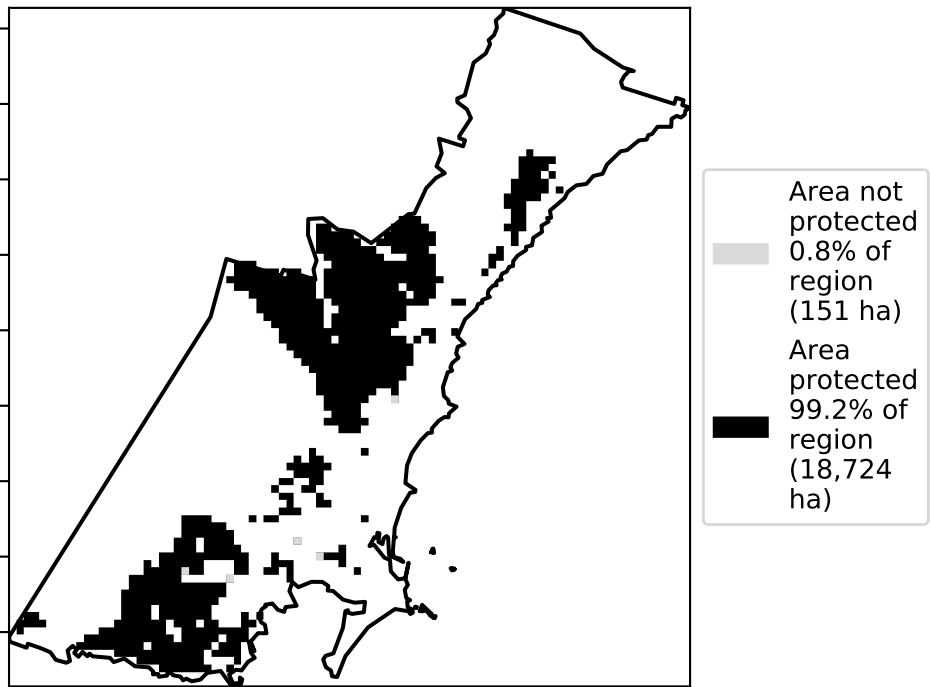 Area not
protected
0.8% of
region
(151 ha)
Area
protected
99.2% of
region
(18,724
ha)